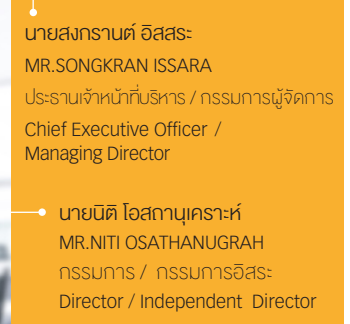 นายสงกรานต์ อิสสระ
MR.SONGKRAN ISSARA
ประธานเจ้าหน้าที่บริหาร / กรรมการผู้จัดการ
Chief Executive Officer /
Managing Director
นายนิติ โอสถานุเคราะห์
MR.NITI OSATHANUGRAH
กรรมการ / กรรมการอิสระ
Director / Independent Director